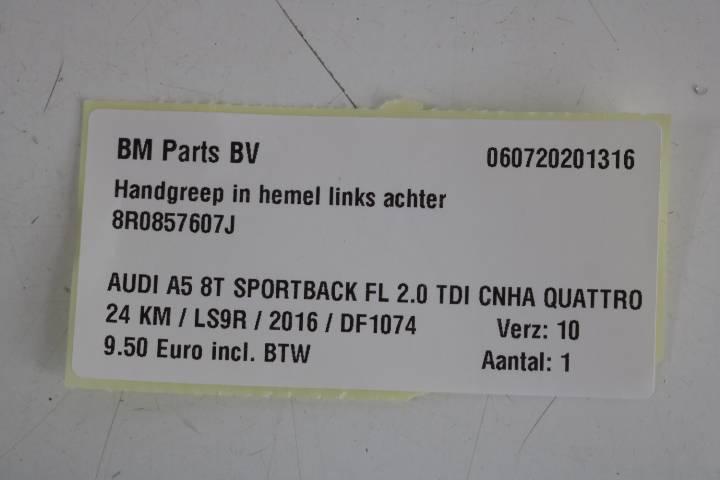 BM Parts BV 060720201316
Handgreep in hemel links achter
8R0857607J
AUDI A5 8T SPORTBACK FL 2.0 TDI CNHA QUATTRO
24 KM / LS9R / 2016 / DF1074 Verz: 10
9.50 Euro incl. BTW Aantal: 1